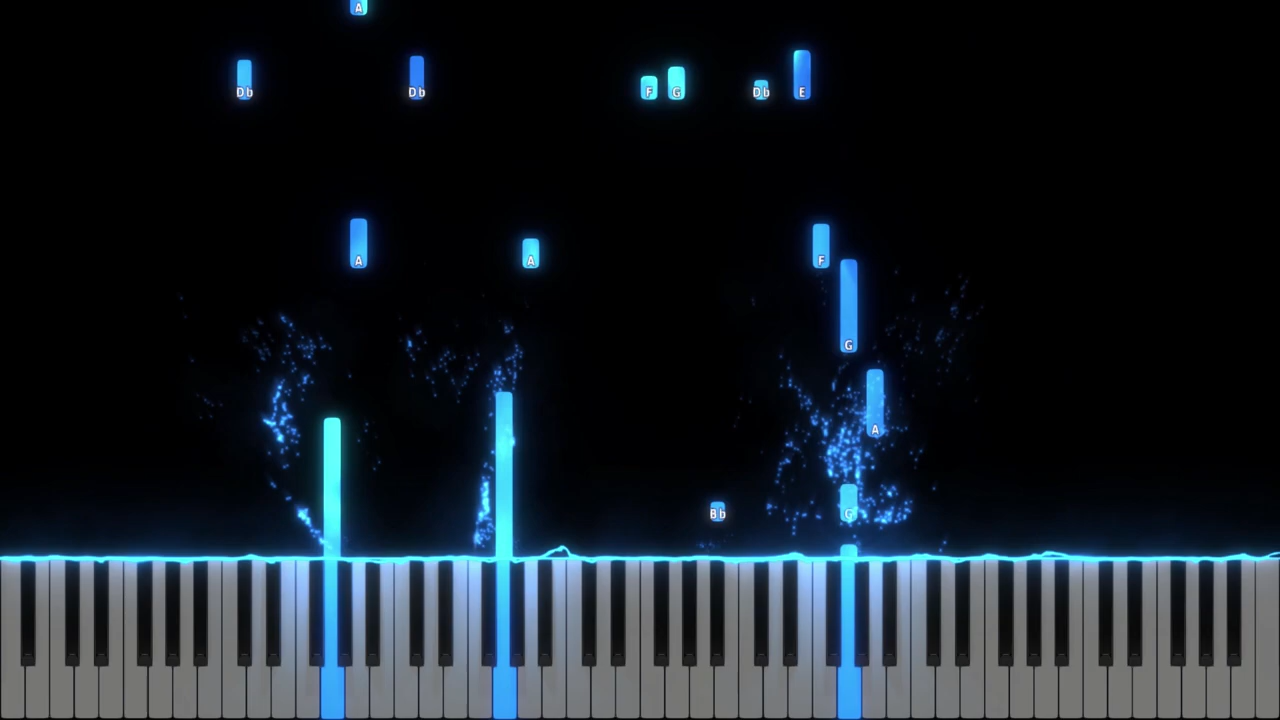 A
Db Db F G Db E
A A F
G
A
Bb G